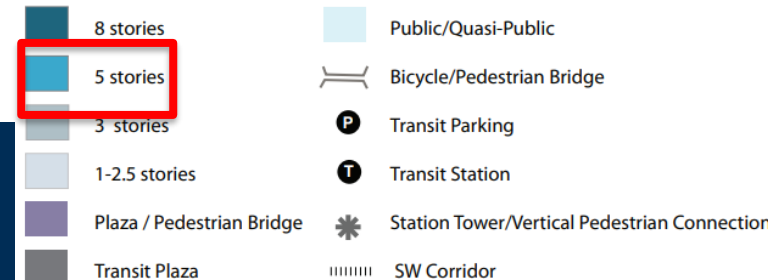 8 stories
5 stories
3 stories
1-2.5 stories
Plaza / Pedestrian Bridge
Transit Plaza
Public/Quasi-Public
Bicycle/Pedestrian Bridge
P Transit Parking
T Transit Station
Station Tower/Vertical Pedestrian Connection
SW Corridor